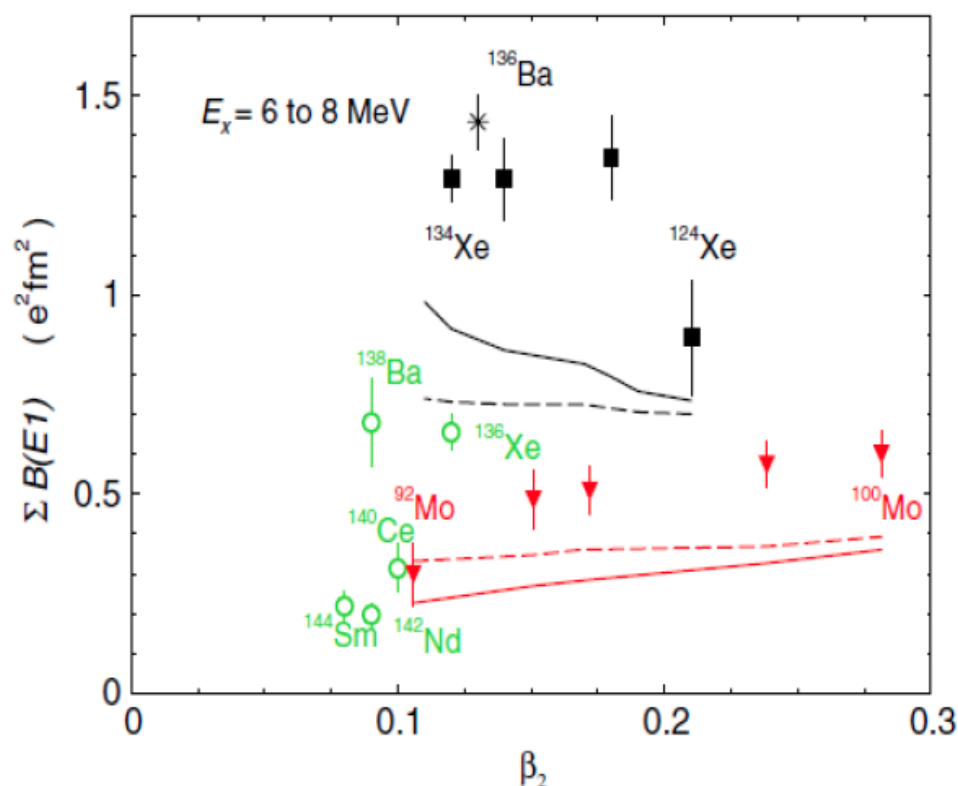 Σ B(E1) ( e²fm² )
1.5
1
0.5
0
E_x = 6 to 8 MeV
¹³⁶Ba
¹³⁴Xe
¹²⁴Xe
¹³⁸Ba
¹³⁶Xe
⁹²Mo
¹⁰⁰Mo
¹⁴⁰Ce
¹⁴⁴Sm
¹⁴²Nd
0 0.1 0.2 0.3
β₂